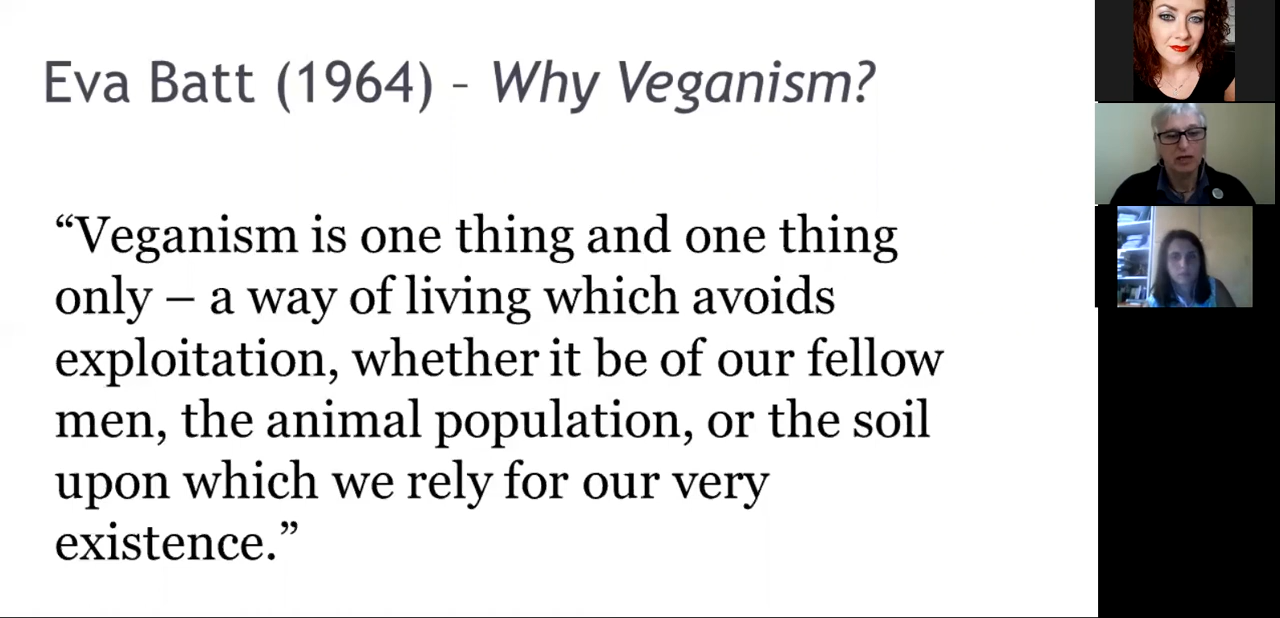 Eva Batt (1964) – Why Veganism?
“Veganism is one thing and one thing
only – a way of living which avoids
exploitation, whether it be of our fellow
men, the animal population, or the soil
upon which we rely for our very
existence.”